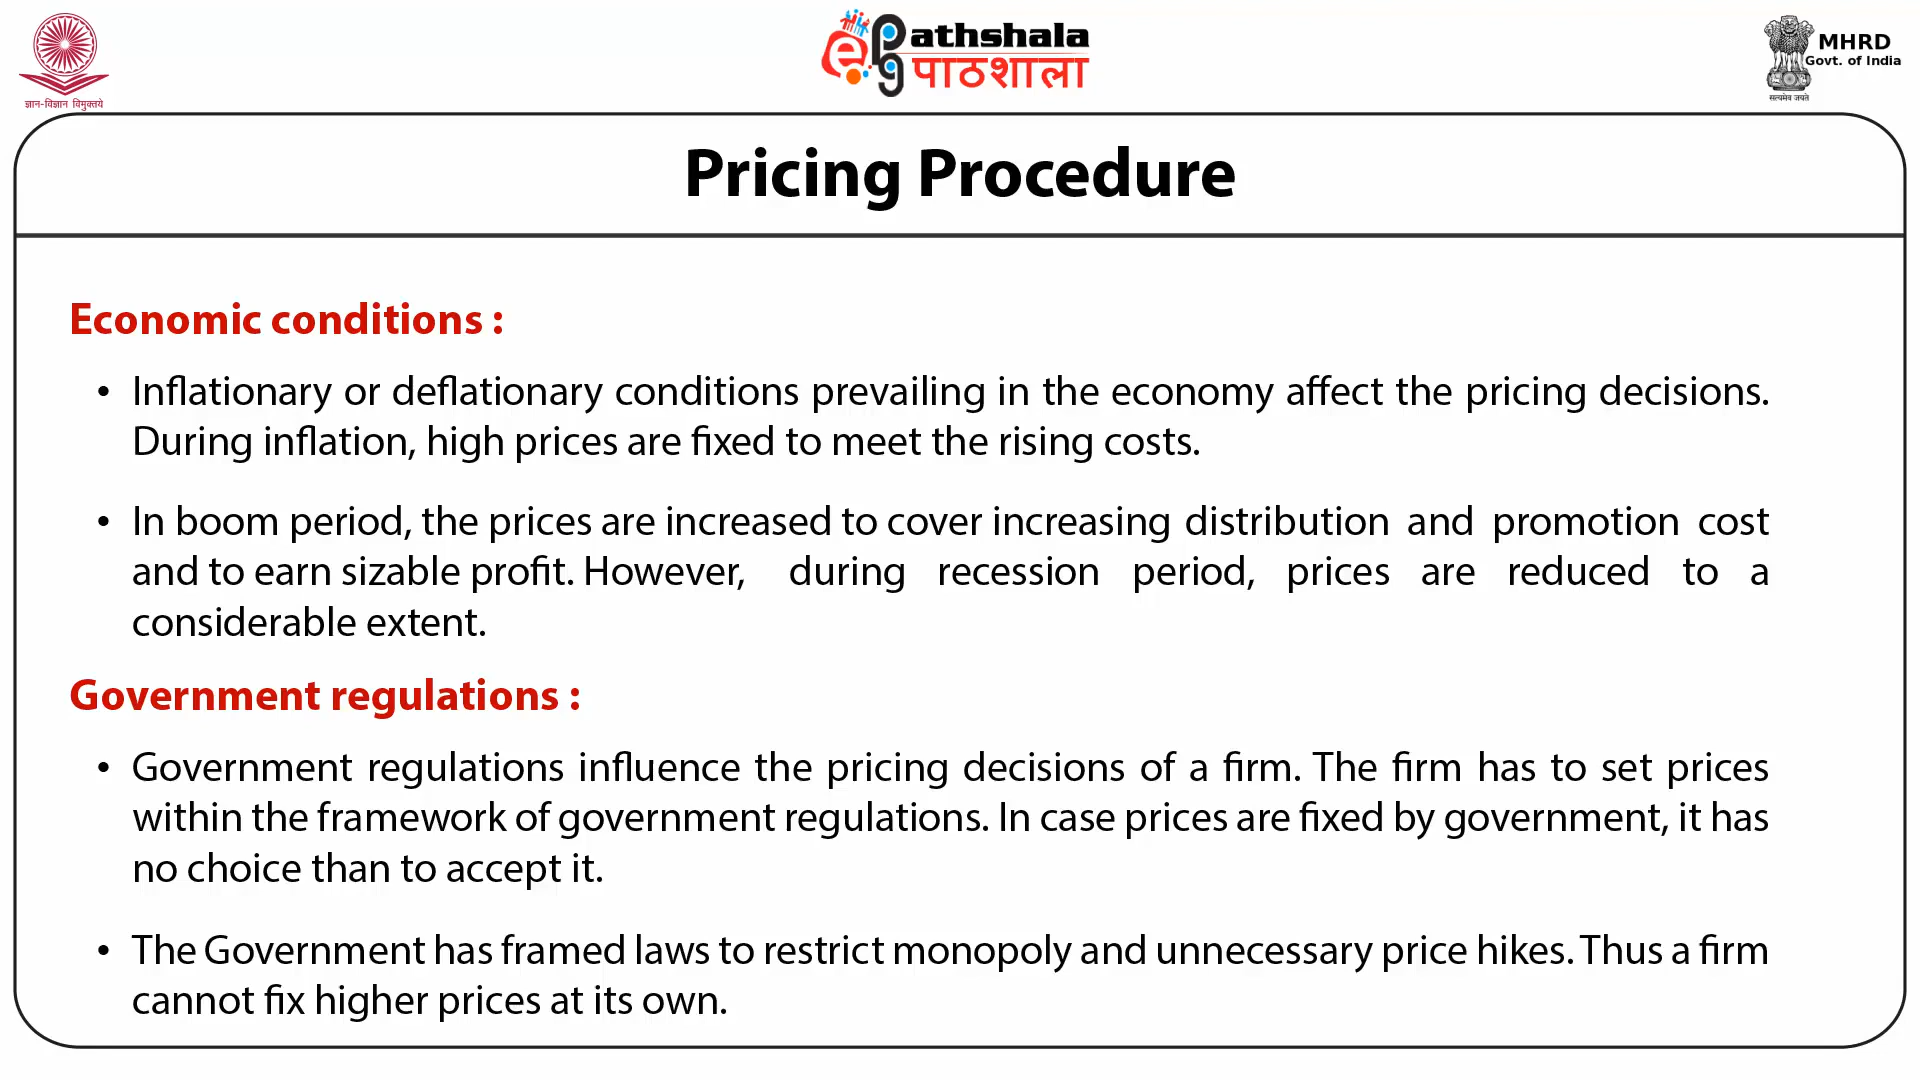 ज्ञान-विज्ञान विमुक्तये
ePg Pathshala
पाठशाला
MHRD
Govt. of India
सत्यमेव जयते
Pricing Procedure
Economic conditions :
• Inflationary or deflationary conditions prevailing in the economy affect the pricing decisions.
During inflation, high prices are fixed to meet the rising costs.
• In boom period, the prices are increased to cover increasing distribution and promotion cost
and to earn sizable profit. However, during recession period, prices are reduced to a
considerable extent.
Government regulations :
• Government regulations influence the pricing decisions of a firm. The firm has to set prices
within the framework of government regulations. In case prices are fixed by government, it has
no choice than to accept it.
• The Government has framed laws to restrict monopoly and unnecessary price hikes. Thus a firm
cannot fix higher prices at its own.